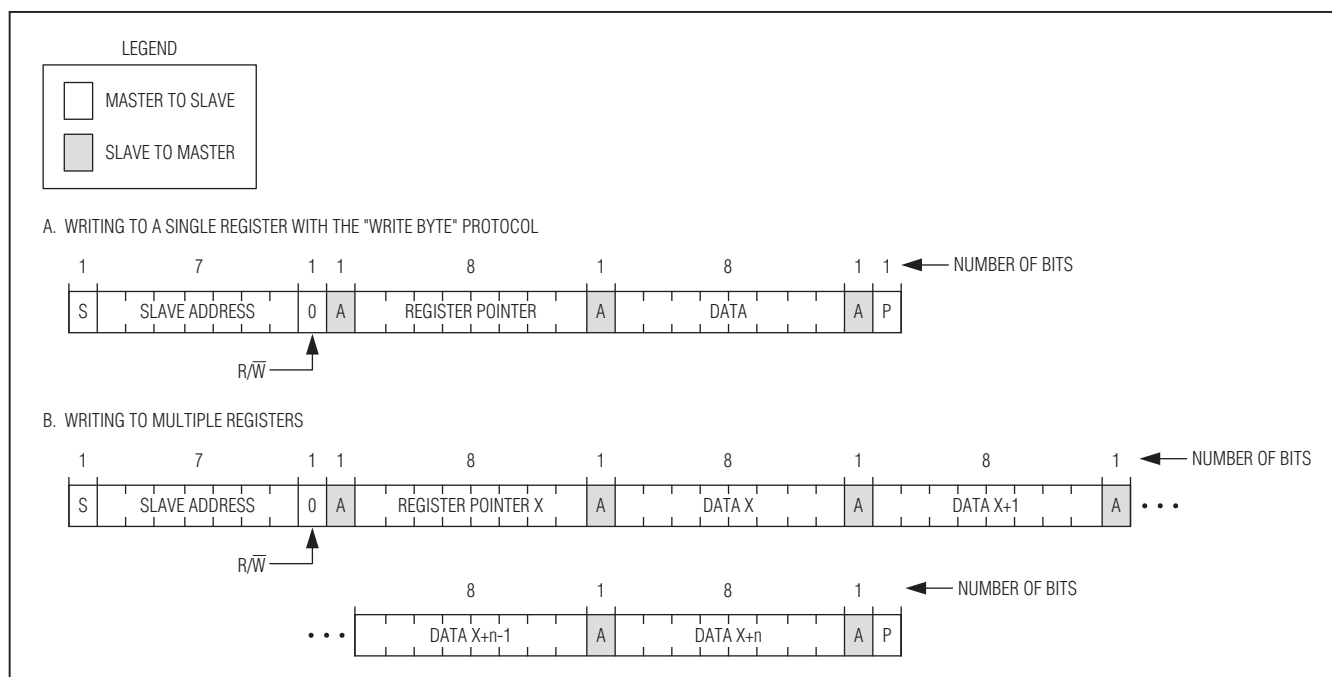 LEGEND
MASTER TO SLAVE
SLAVE TO MASTER
A. WRITING TO A SINGLE REGISTER WITH THE "WRITE BYTE" PROTOCOL
1 7 1 1 8 1 8 1 1 NUMBER OF BITS
S SLAVE ADDRESS 0 A REGISTER POINTER A DATA A P
R/W̅
B. WRITING TO MULTIPLE REGISTERS
1 7 1 1 8 1 8 1 8 1 NUMBER OF BITS
S SLAVE ADDRESS 0 A REGISTER POINTER X A DATA X A DATA X+1 A • • •
R/W̅
8 1 8 1 NUMBER OF BITS
• • • DATA X+n-1 A DATA X+n A P